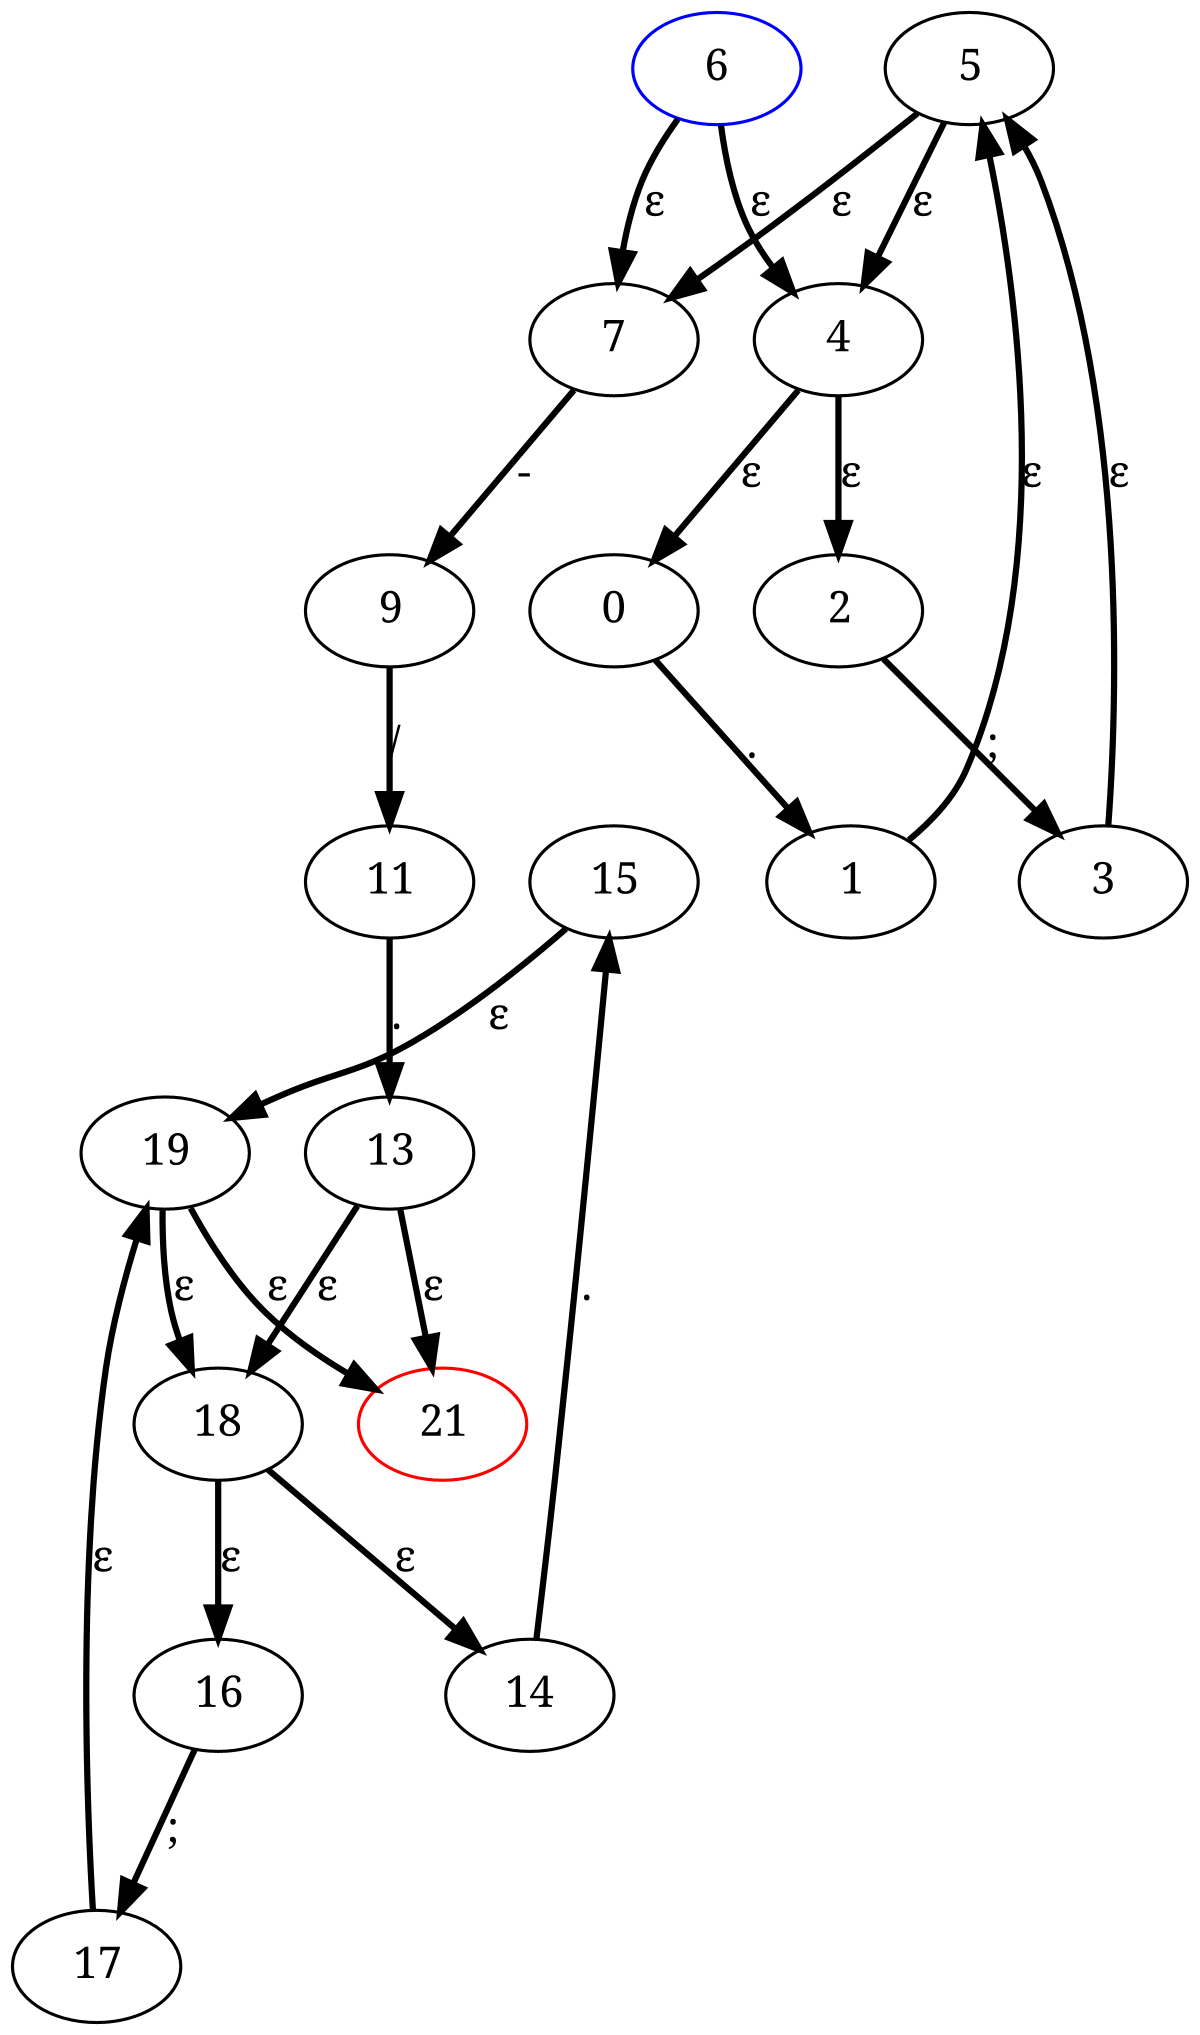 6 5
ε ε ε ε
7 4
- ε ε ε ε
9 0 2
/ . ;
11 15 1 3
. ε
19 13
ε ε ε ε .
18 21
ε ε ε
16 14
;
17